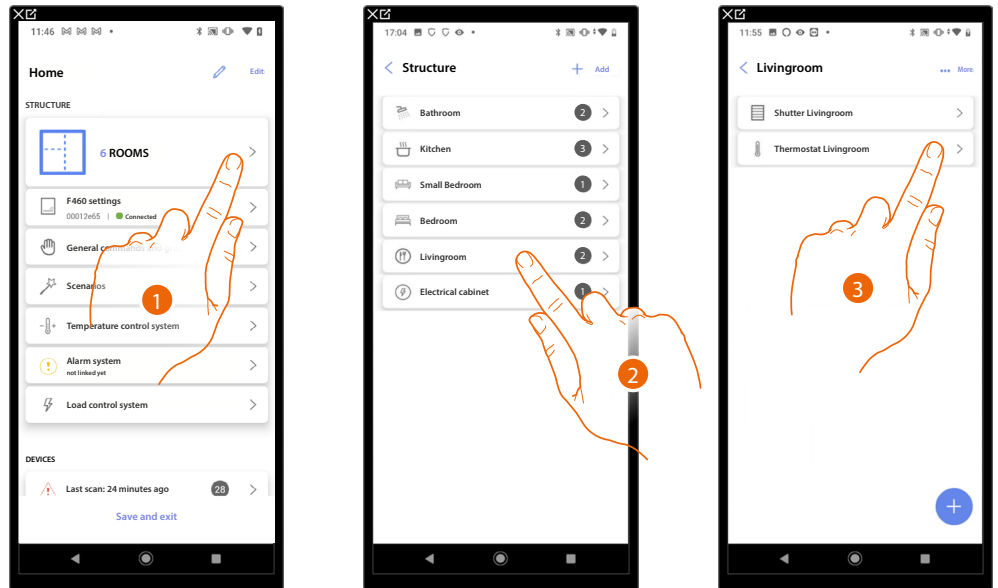 11:46
Home
Edit
STRUCTURE
6 ROOMS
F460 settings
00012e65 | Connected
General commands
Scenarios
Temperature control system
Alarm system
not linked yet
Load control system
DEVICES
Last scan: 24 minutes ago 28
Save and exit
1
17:04
Structure
Add
Bathroom 2
Kitchen 3
Small Bedroom 1
Bedroom 2
Livingroom 2
Electrical cabinet 1
2
11:55
Livingroom
More
Shutter Livingroom
Thermostat Livingroom
3